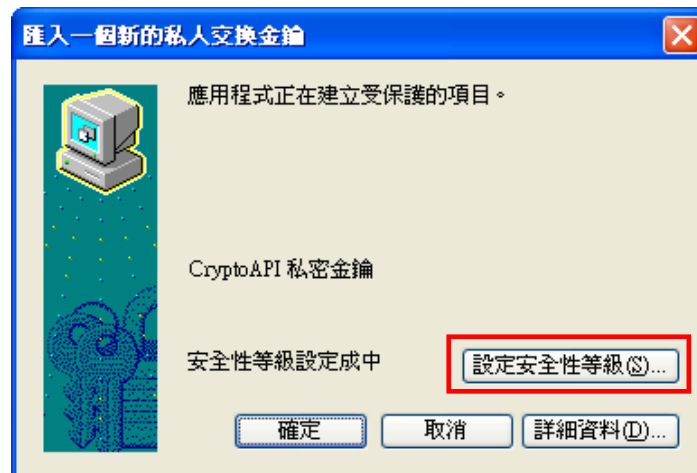 匯入一個新的私人交換金鑰
應用程式正在建立受保護的項目。
CryptoAPI 私密金鑰
安全性等級設定成中
設定安全性等級(S)...
確定
取消
詳細資料(D)...